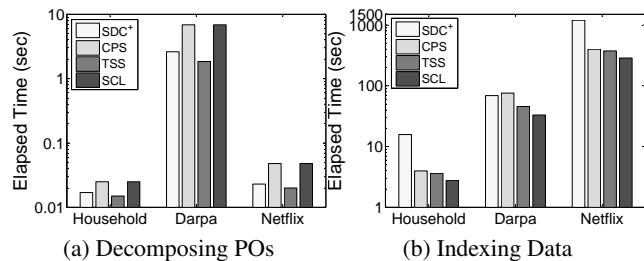 10
1
0.1
0.01
Elapsed Time (sec)
SDC+
CPS
TSS
SCL
Household Darpa Netflix
(a) Decomposing POs
1500
1000
100
10
1
Elapsed Time (sec)
SDC+
CPS
TSS
SCL
Household Darpa Netflix
(b) Indexing Data